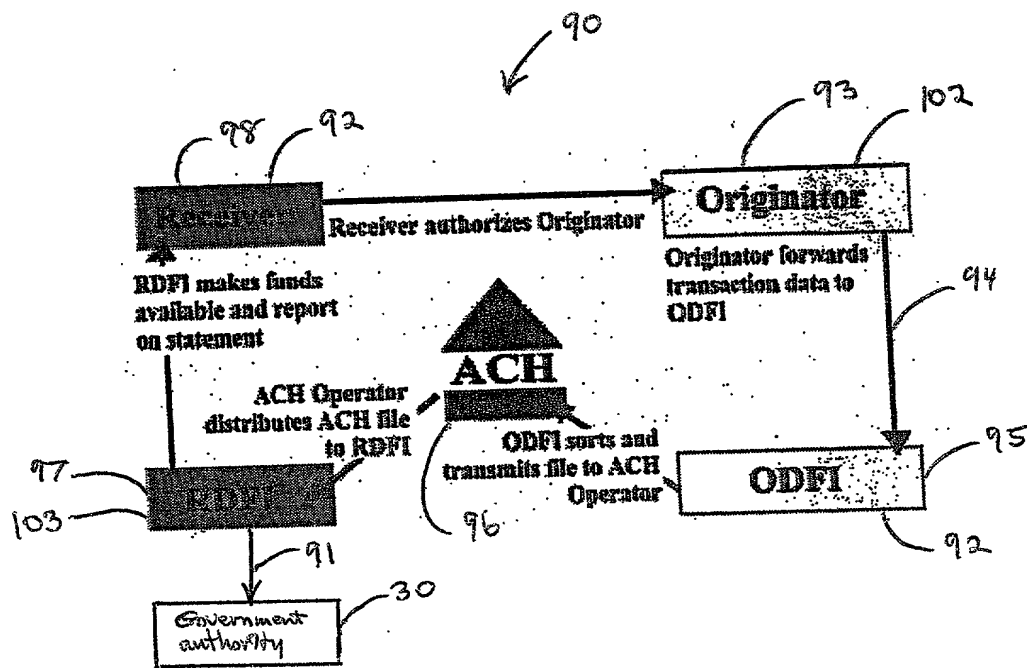 90
98
92
93
102
Receiver
Originator
Receiver authorizes Originator
RDFI makes funds
available and report
on statement
Originator forwards
transaction data to
ODFI
94
ACH
ACH Operator
distributes ACH file
to RDFI
ODFI sorts and
transmits file to ACH
Operator
97
RDFI
103
96
ODFI
95
92
91
30
Government
authority